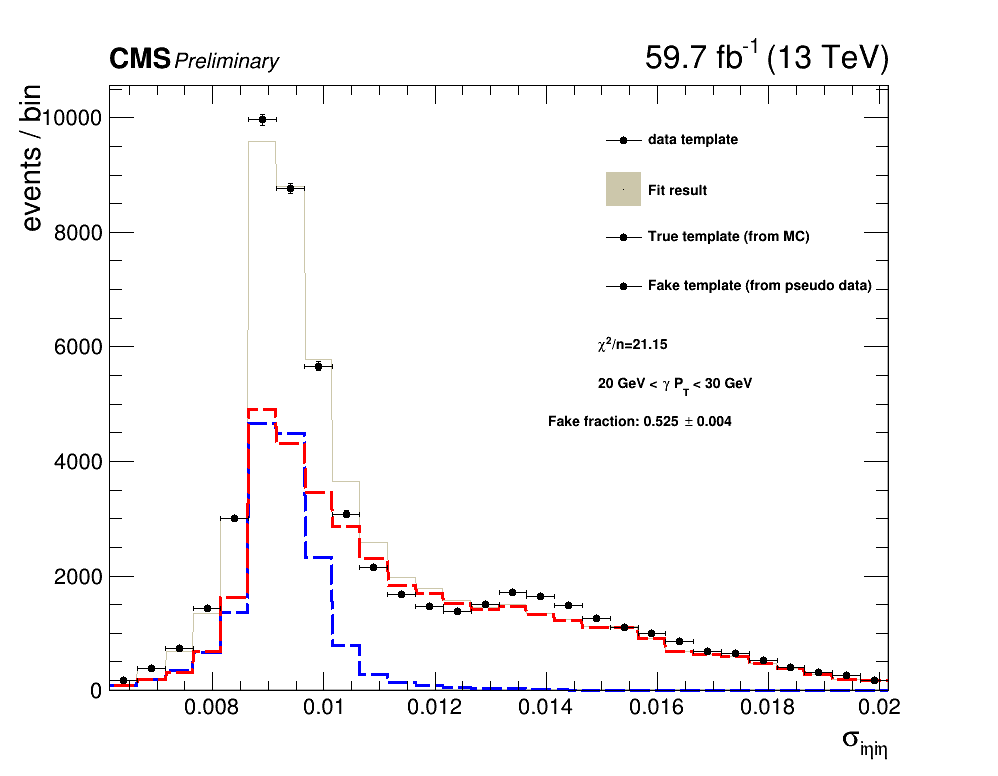 CMS Preliminary
59.7 fb⁻¹ (13 TeV)
events / bin
10000
8000
6000
4000
2000
0
data template
Fit result
True template (from MC)
Fake template (from pseudo data)
χ²/n=21.15
20 GeV < γ P_T < 30 GeV
Fake fraction: 0.525 ± 0.004
0.008 0.01 0.012 0.014 0.016 0.018 0.02
σ_iηiη